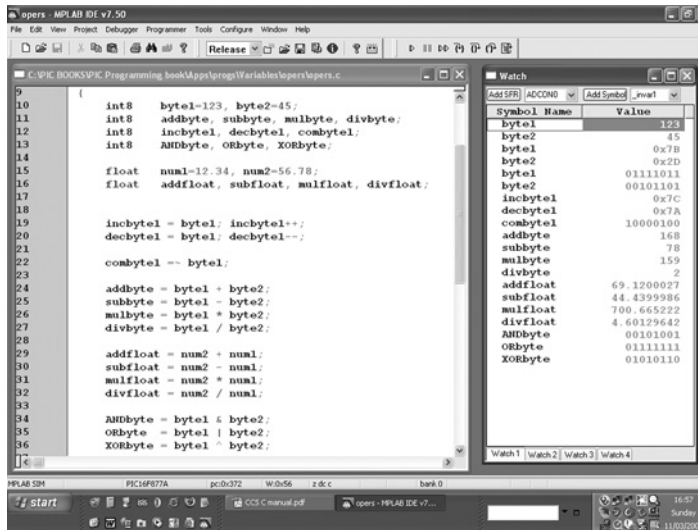 opers - MPLAB IDE v7.50
File Edit View Project Debugger Programmer Tools Configure Window Help
Release
C:\PIC BOOKS\PIC Programming book\Apps\progs\Variables\opers\opers.c
9 {
10 int8 byte1=123, byte2=45;
11 int8 addbyte, subbyte, mulbyte, divbyte;
12 int8 incbyte1, decbyte1, combyte1;
13 int8 ANDbyte, ORbyte, XORbyte;
14
15 float num1=12.34, num2=56.78;
16 float addfloat, subfloat, mulfloat, divfloat;
17
18
19 incbyte1 = byte1; incbyte1++;
20 decbyte1 = byte1; decbyte1--;
21
22 combyte1 =~ byte1;
23
24 addbyte = byte1 + byte2;
25 subbyte = byte1 - byte2;
26 mulbyte = byte1 * byte2;
27 divbyte = byte1 / byte2;
28
29 addfloat = num2 + num1;
30 subfloat = num2 - num1;
31 mulfloat = num2 * num1;
32 divfloat = num2 / num1;
33
34 ANDbyte = byte1 & byte2;
35 ORbyte = byte1 | byte2;
36 XORbyte = byte1 ^ byte2;
Watch
Add SFR ADCON0 Add Symbol _invar1
Symbol Name Value
byte1 123
byte2 45
byte1 0x7B
byte2 0x2D
byte1 01111011
byte2 00101101
incbyte1 0x7C
decbyte1 0x7A
combyte1 10000100
addbyte 168
subbyte 78
mulbyte 159
divbyte 2
addfloat 69.1200027
subfloat 44.4399986
mulfloat 700.665222
divfloat 4.60129642
ANDbyte 00101001
ORbyte 01111111
XORbyte 01010110
Watch 1 Watch 2 Watch 3 Watch 4
MPLAB SIM PIC16F877A pc:0x372 W:0x56 z dc c bank 0
start
CCS C manual.pdf
opers - MPLAB IDE v7...
16:57
Sunday